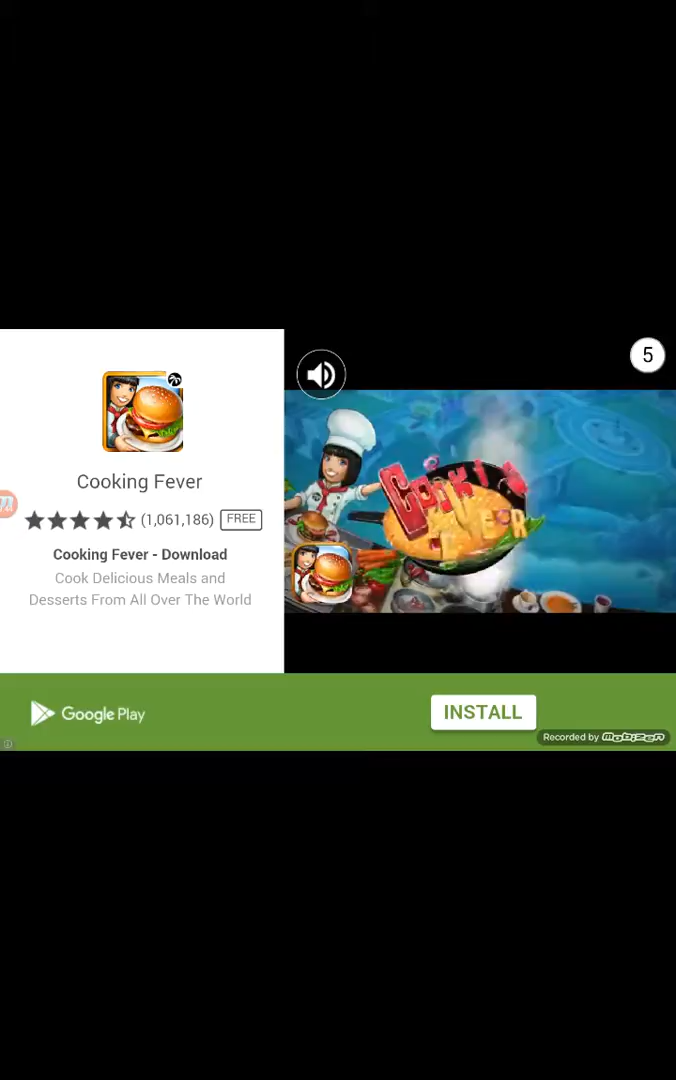 5
Cooking Fever
(1,061,186) FREE
Cooking Fever - Download
Cook Delicious Meals and
Desserts From All Over The World
Google Play
INSTALL
Recorded by Mobizen